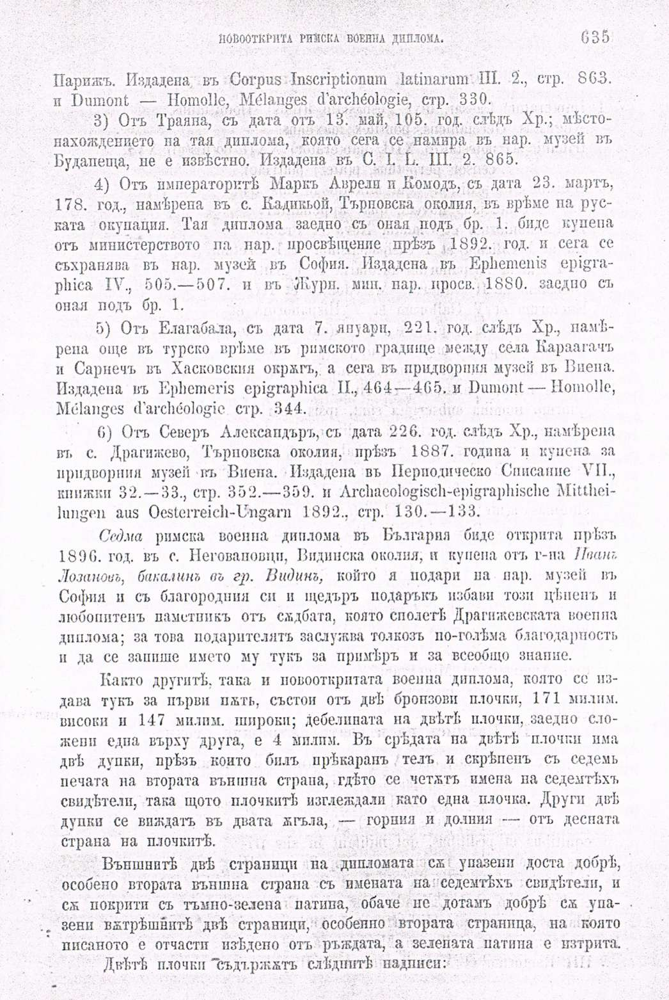 НОВООТКРИТА РИМСКА ВОЕННА ДИПЛОМА. 635
Парижъ. Издадена въ Corpus Inscriptionum latinarum III. 2., стр. 863.
и Dumont — Homolle, Mélanges d'archéologie, стр. 330.
3) Отъ Траяна, съ дата отъ 13. май, 105. год. слѣдъ Хр.; мѣсто-
нахождението на тая диплома, която сега се намира въ нар. музей въ
Будапеща, не е извѣстно. Издадена въ C. I. L. III. 2. 865.
4) Отъ императоритѣ Маркъ Аврели и Комодъ, съ дата 23. мартъ,
178. год., намѣрена въ с. Кадикьой, Търновска околия, въ врѣме на рус-
ката окупация. Тая диплома заедно съ оная подъ бр. 1. биде купена
отъ министерството на нар. просвѣщение прѣзъ 1892. год. и сега се
съхранява въ нар. музей въ София. Издадена въ Ephemenis epigra-
phica IV., 505.—507. и въ Журн. мин. нар. просв. 1880. заедно съ
оная подъ бр. 1.
5) Отъ Елагабала, съ дата 7. януари, 221. год. слѣдъ Хр., намѣ-
рена още въ турско врѣме въ римското градище между села Караагачъ
и Сарнечъ въ Хасковския окрѫгъ, а сега въ придворния музей въ Виена.
Издадена въ Ephemeris epigraphica II., 464—465. и Dumont — Homolle,
Mélanges d'archéologie стр. 344.
6) Отъ Северъ Александъръ, съ дата 226. год. слѣдъ Хр., намѣрена
въ с. Драгижево, Търновска околия, прѣзъ 1887. година и купена за
придворния музей въ Виена. Издадена въ Периодическо Списание VII.,
книжки 32.—33., стр. 352.—359. и Archaeologisch-epigraphische Mitthei-
lungen aus Oesterreich-Ungarn 1892., стр. 130.—133.
Седма римска военна диплома въ България биде открита прѣзъ
1896. год. въ с. Неговановци, Видинска околия, и купена отъ г-на Иванъ
Лозановъ, бакалинъ въ гр. Видинъ, който я подари на нар. музей въ
София и съ благородния си и щедъръ подаръкъ избави този цѣненъ и
любопитенъ паметникъ отъ сѫдбата, която сполетѣ Драгижевската военна
диплома; за това подарительтъ заслужва толкозъ по-голѣма благодарность
и да се запише името му тукъ за примѣръ и за всеобщо знание.
Както другитѣ, така и новооткритата военна диплома, която се из-
дава тукъ за първи пѫть, състои отъ двѣ бронзови плочки, 171 милим.
високи и 147 милим. широки; дебелината на двѣтѣ плочки, заедно сло-
жени една върху друга, е 4 милим. Въ срѣдата на двѣтѣ плочки има
двѣ дупки, прѣзъ които билъ прѣкаранъ телъ и скрѣпенъ съ седемь
печата на втората външна страна, гдѣто се четѫтъ имена на седемтѣхъ
свидѣтели, така щото плочкитѣ изглеждали като една плочка. Други двѣ
дупки се виждатъ въ двата ѫгъла, — горния и долния — отъ десната
страна на плочкитѣ.
Външнитѣ двѣ страници на дипломата сѫ упазени доста добрѣ,
особено втората външна страна съ имената на седемтѣхъ свидѣтели, и
сѫ покрити съ тъмно-зелена патина, обаче не дотамъ добрѣ сѫ упа-
зени вѫтрѣшнитѣ двѣ страници, особенно втората страница, на която
писаното е отчасти изѣдено отъ ръждата, а зелената патина е изтрита.
Двѣтѣ плочки съдържѫтъ слѣднитѣ надписи: